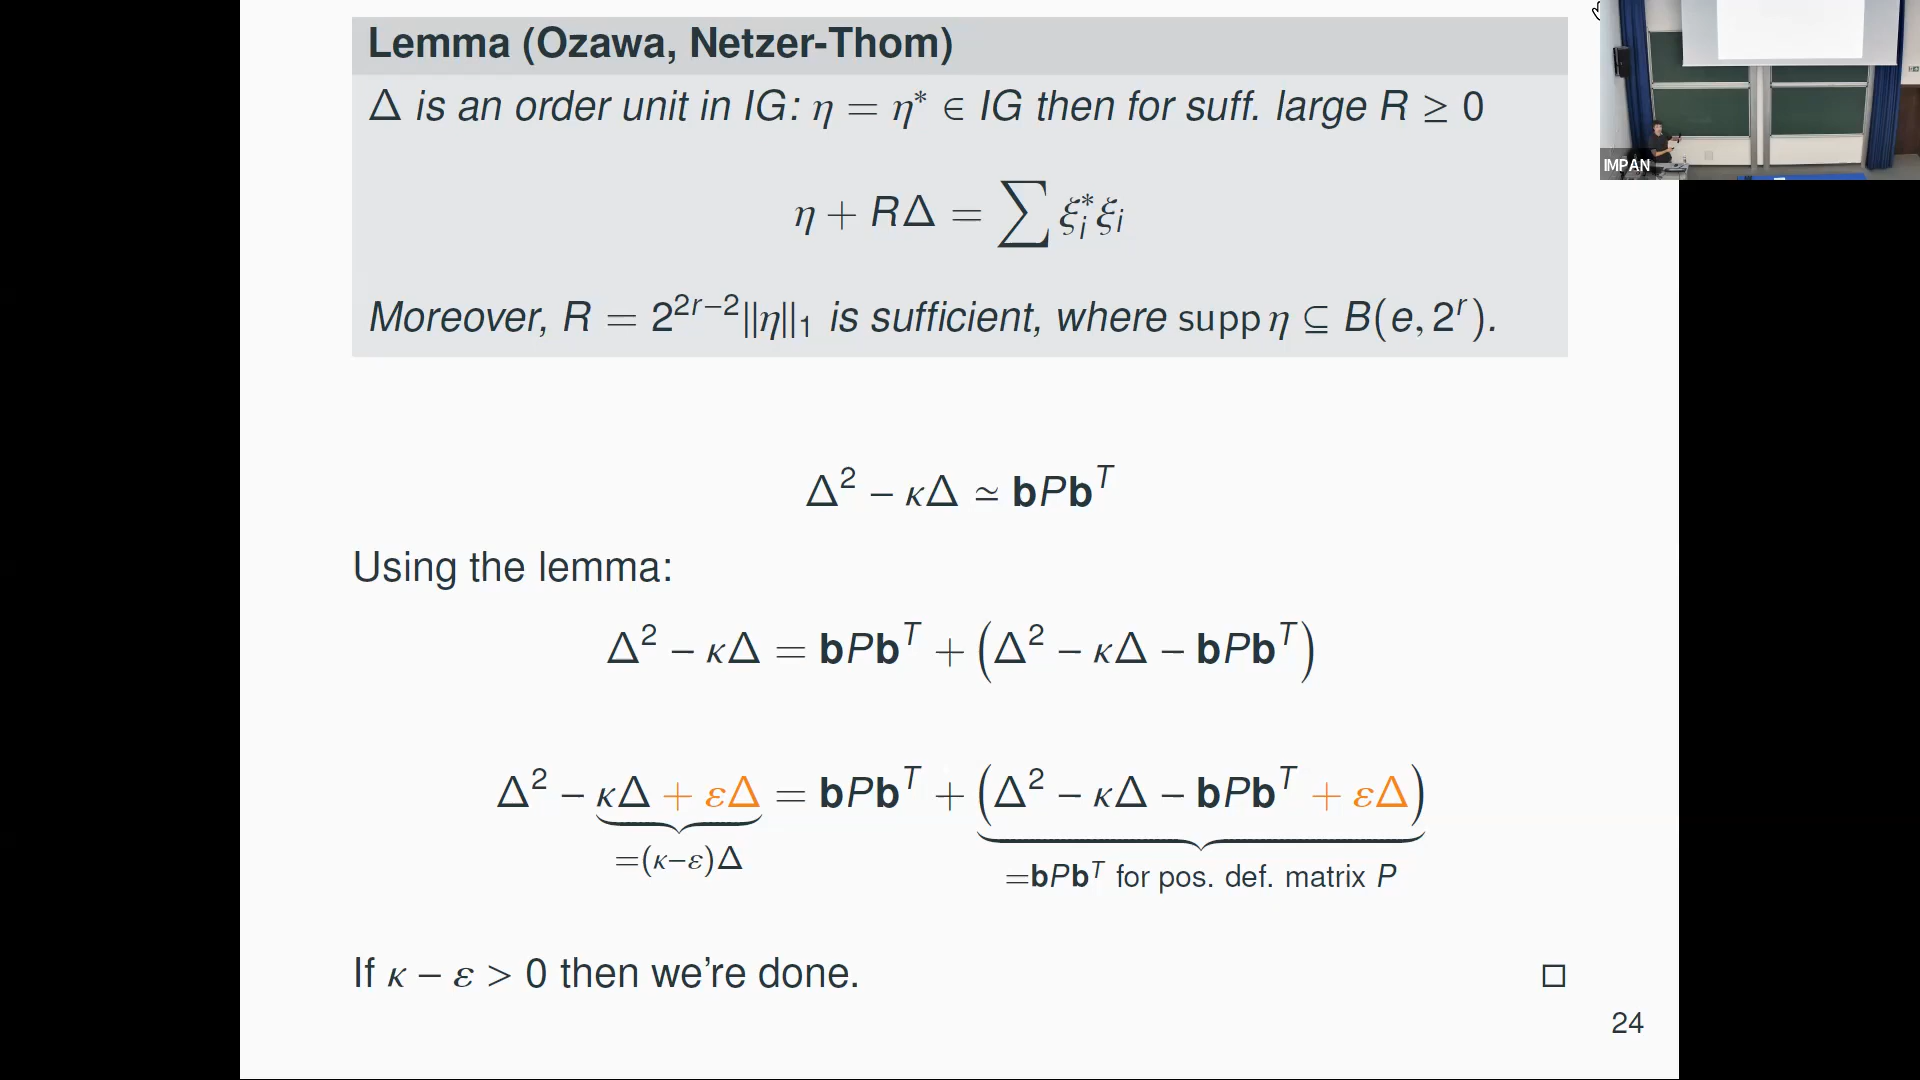 Lemma (Ozawa, Netzer-Thom)
Δ is an order unit in IG: η = η* ∈ IG then for suff. large R ≥ 0
η + RΔ = ∑ ξᵢ*ξᵢ
Moreover, R = 2^{2r−2}||η||₁ is sufficient, where supp η ⊆ B(e, 2^r).
Δ² − κΔ ≃ bPb^T
Using the lemma:
Δ² − κΔ = bPb^T + (Δ² − κΔ − bPb^T)
Δ² − κΔ + εΔ = bPb^T + (Δ² − κΔ − bPb^T + εΔ)
=(κ−ε)Δ
=bPb^T for pos. def. matrix P
If κ − ε > 0 then we're done. □
24
IMPAN